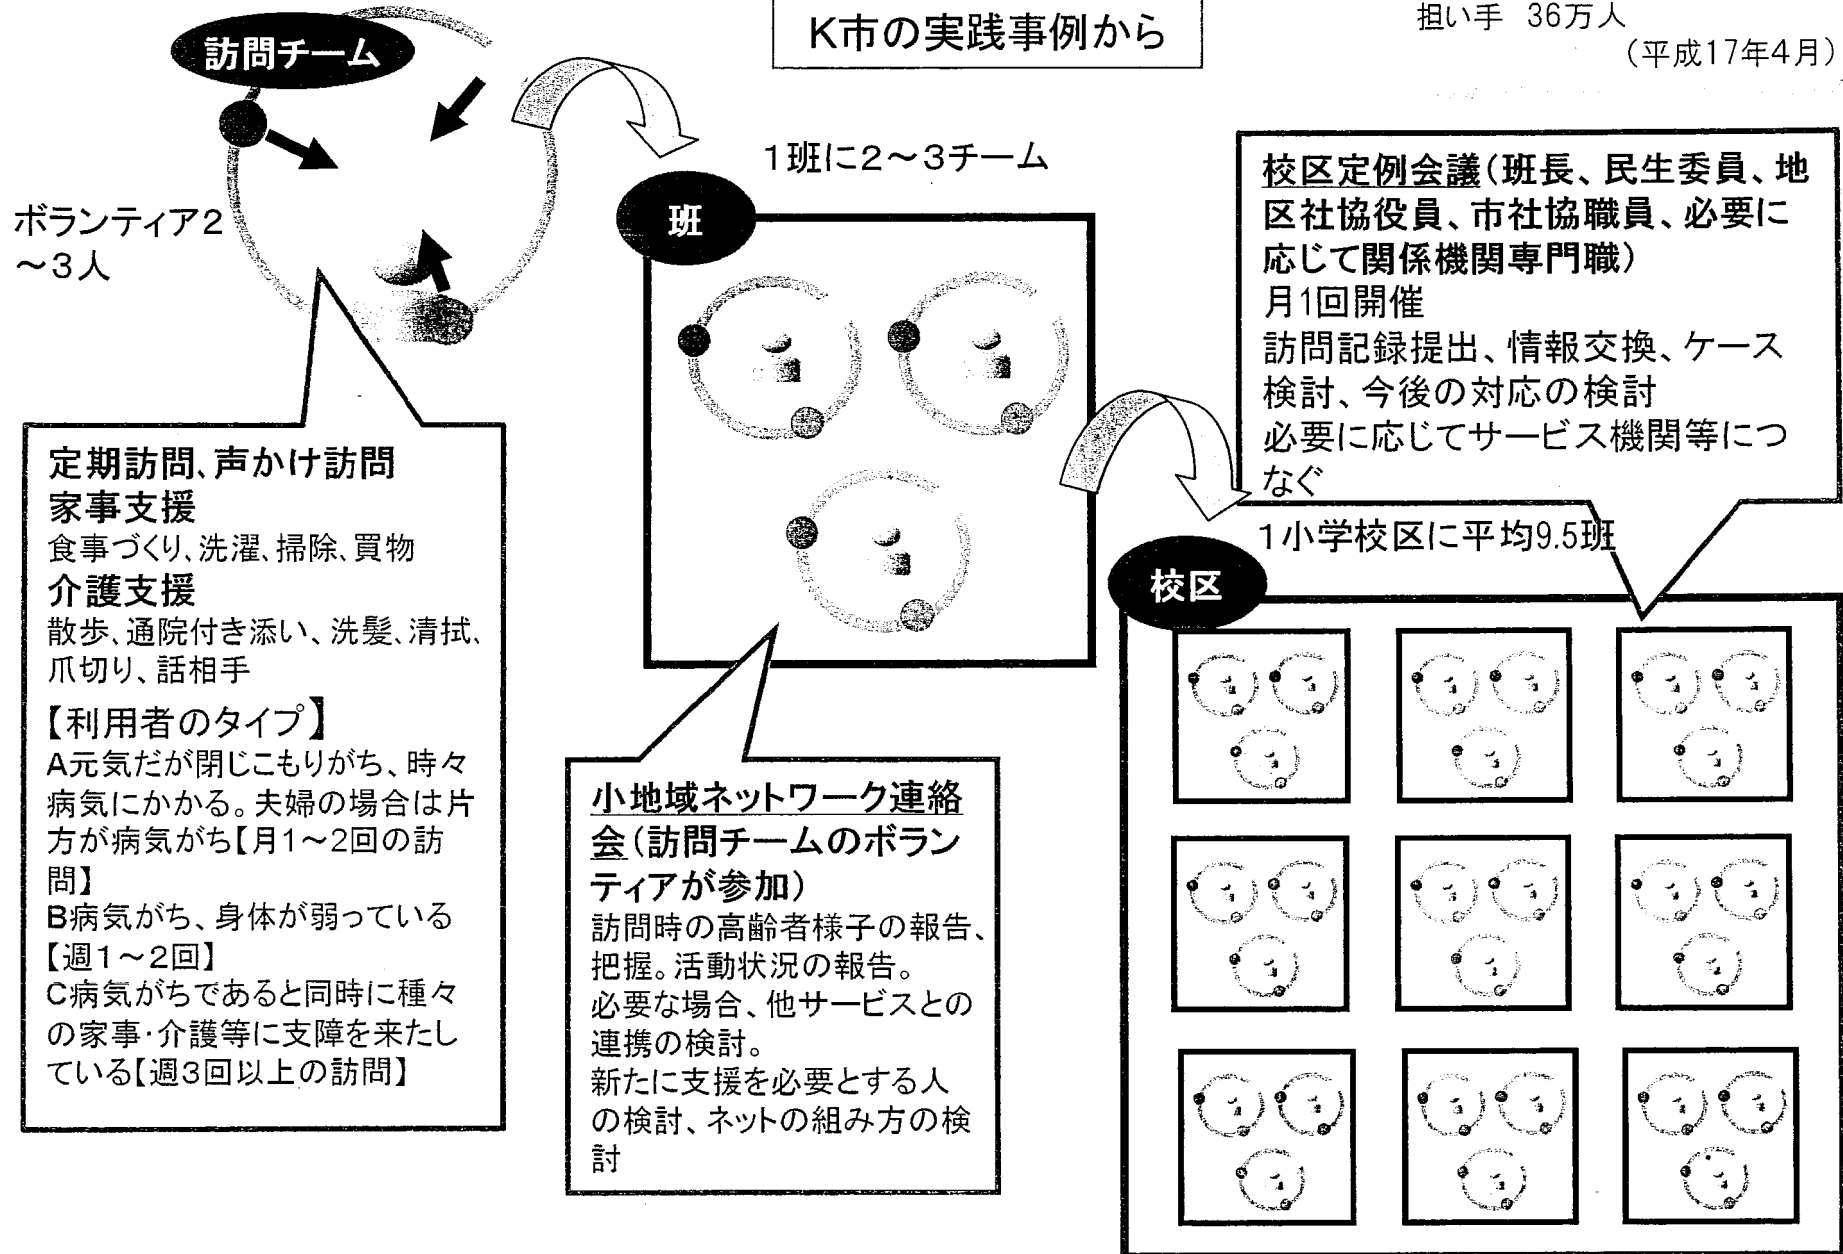 K市の実践事例から
担い手 36万人
(平成17年4月)
訪問チーム
ボランティア2
~3人
定期訪問、声かけ訪問
家事支援
食事づくり、洗濯、掃除、買物
介護支援
散歩、通院付き添い、洗髪、清拭、
爪切り、話相手
【利用者のタイプ】
A元気だが閉じこもりがち、時々
病気にかかる。夫婦の場合は片
方が病気がち【月1~2回の訪
問】
B病気がち、身体が弱っている
【週1~2回】
C病気がちであると同時に種々
の家事・介護等に支障を来たし
ている【週3回以上の訪問】
1班に2~3チーム
班
小地域ネットワーク連絡
会(訪問チームのボラン
ティアが参加)
訪問時の高齢者様子の報告、
把握。活動状況の報告。
必要な場合、他サービスとの
連携の検討。
新たに支援を必要とする人
の検討、ネットの組み方の検
討
校区定例会議(班長、民生委員、地
区社協役員、市社協職員、必要に
応じて関係機関専門職)
月1回開催
訪問記録提出、情報交換、ケース
検討、今後の対応の検討
必要に応じてサービス機関等につ
なぐ
1小学校区に平均9.5班
校区